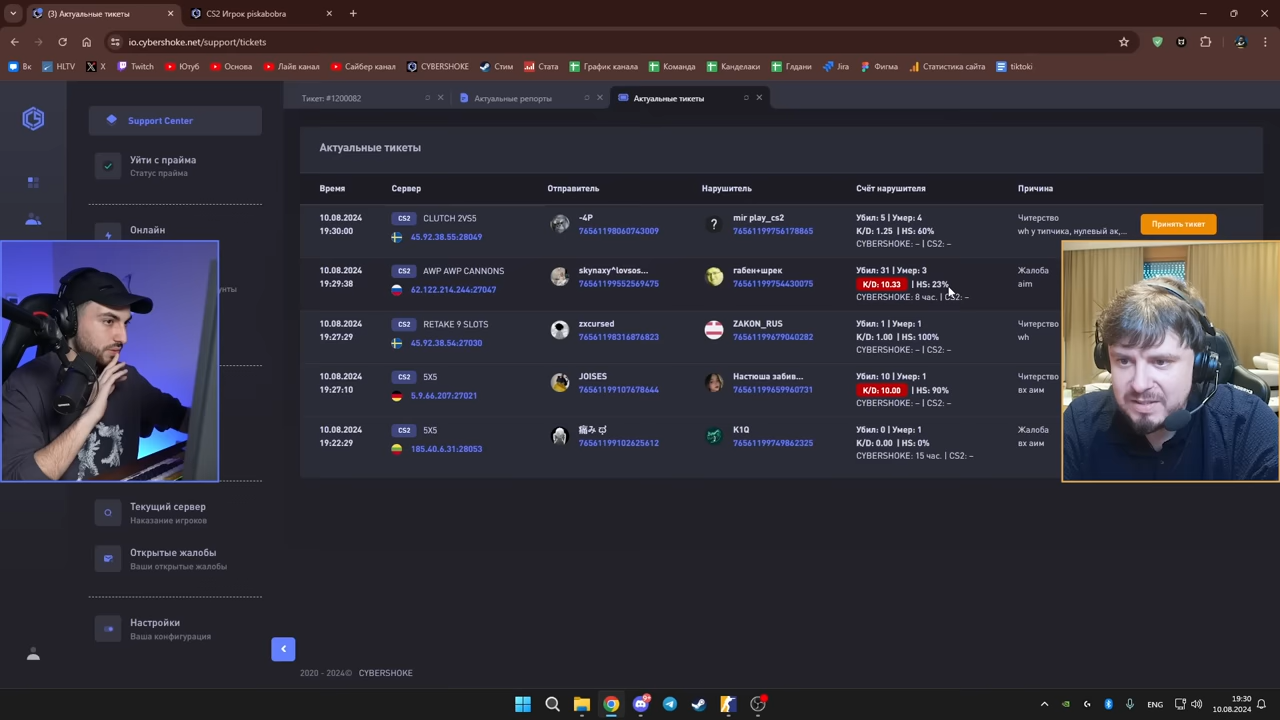 (3) Актуальные тикеты
CS2 Игрок piskabobra
io.cybershoke.net/support/tickets
Вк
HLTV
X
Twitch
Ютуб
Основа
Лайв канал
Сайбер канал
CYBERSHOKE
Стим
Стата
График канала
Команда
Канделаки
Глдани
Jira
Фигма
Статистика сайта
tiktoki
Support Center
Уйти с прайма
Статус прайма
Онлайн
унты
Текущий сервер
Наказание игроков
Открытые жалобы
Ваши открытые жалобы
Настройки
Ваша конфигурация
Тикет: #1200082
Актуальные репорты
Актуальные тикеты
Актуальные тикеты
Время Сервер Отправитель Нарушитель Счёт нарушителя Причина
10.08.2024 CS2 CLUTCH 2VS5 -4P ? mir play_cs2 Убил: 5 | Умер: 4 Читерство
19:30:00 45.92.38.55:28049 76561198060743009 76561199756178865 K/D: 1.25 | HS: 60% wh у типчика, нулевый ак,... Принять тикет
CYBERSHOKE: – | CS2: –
10.08.2024 CS2 AWP AWP CANNONS skynaxy^lovsos... габен+шрек Убил: 31 | Умер: 3 Жалоба
19:29:38 62.122.214.244:27047 76561199552569475 76561199754430075 K/D: 10.33 | HS: 23% aim
CYBERSHOKE: 8 час. | CS2: –
10.08.2024 CS2 RETAKE 9 SLOTS zxcursed ZAKON_RUS Убил: 1 | Умер: 1 Читерство
19:27:29 45.92.38.54:27030 76561198316876823 76561199679040282 K/D: 1.00 | HS: 100% wh
CYBERSHOKE: – | CS2: –
10.08.2024 CS2 5X5 JOISES Настюша забив... Убил: 10 | Умер: 1 Читерство
19:27:10 5.9.66.207:27021 76561199107678644 76561199659960731 K/D: 10.00 | HS: 90% вх аим
CYBERSHOKE: – | CS2: –
10.08.2024 CS2 5X5 K1Q Убил: 0 | Умер: 1 Жалоба
19:22:29 185.40.6.31:28053 76561199102625612 76561199749862325 K/D: 0.00 | HS: 0% вх аим
CYBERSHOKE: 15 час. | CS2: –
2020 - 2024© CYBERSHOKE
ENG
19:30
10.08.2024